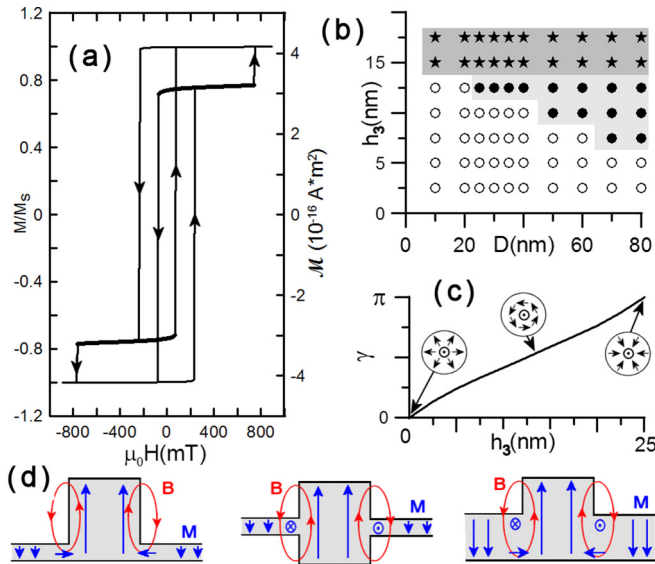 (a)
1.2
0.8
0.4
0
-0.4
-0.8
-1.2
M/Ms
4
2
0
-2
-4
ℳ (10⁻¹⁶ A*m²)
-800 -400 0 400 800
μ₀H(mT)
(b)
15
5
0
h₃(nm)
0 20 60 80
D(nm)
(c)
π
γ
0
0 25
h₃(nm)
(d)
B M
B M
B M